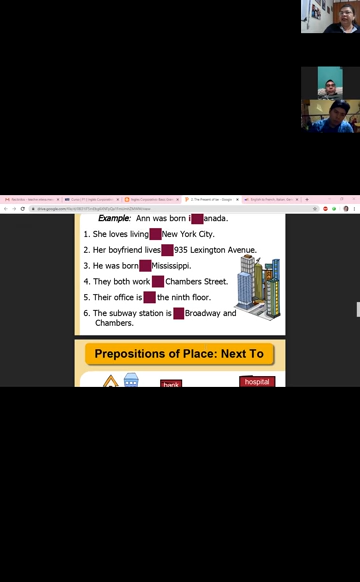 Example: Ann was born i anada.
1. She loves living New York City.
2. Her boyfriend lives 935 Lexington Avenue.
3. He was born Mississippi.
4. They both work Chambers Street.
5. Their office is the ninth floor.
6. The subway station is Broadway and
Chambers.
Prepositions of Place: Next To
bank
hospital